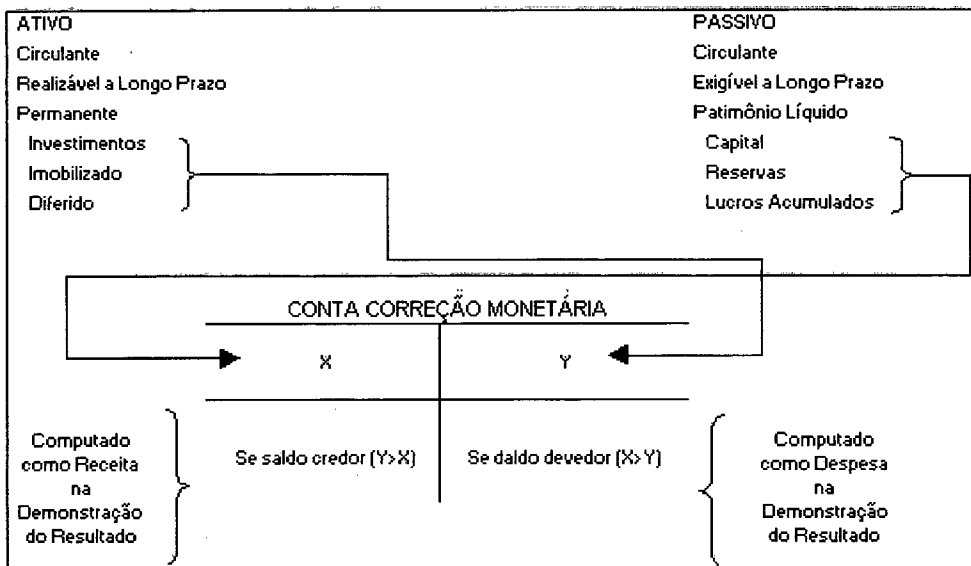 ATIVO
Circulante
Realizável a Longo Prazo
Permanente
Investimentos
Imobilizado
Diferido
PASSIVO
Circulante
Exigível a Longo Prazo
Patrimônio Líquido
Capital
Reservas
Lucros Acumulados
CONTA CORREÇÃO MONETÁRIA
X
Y
Computado
como Receita
na
Demonstração
do Resultado
Se saldo credor (Y>X)
Se daldo devedor (X>Y)
Computado
como Despesa
na
Demonstração
do Resultado